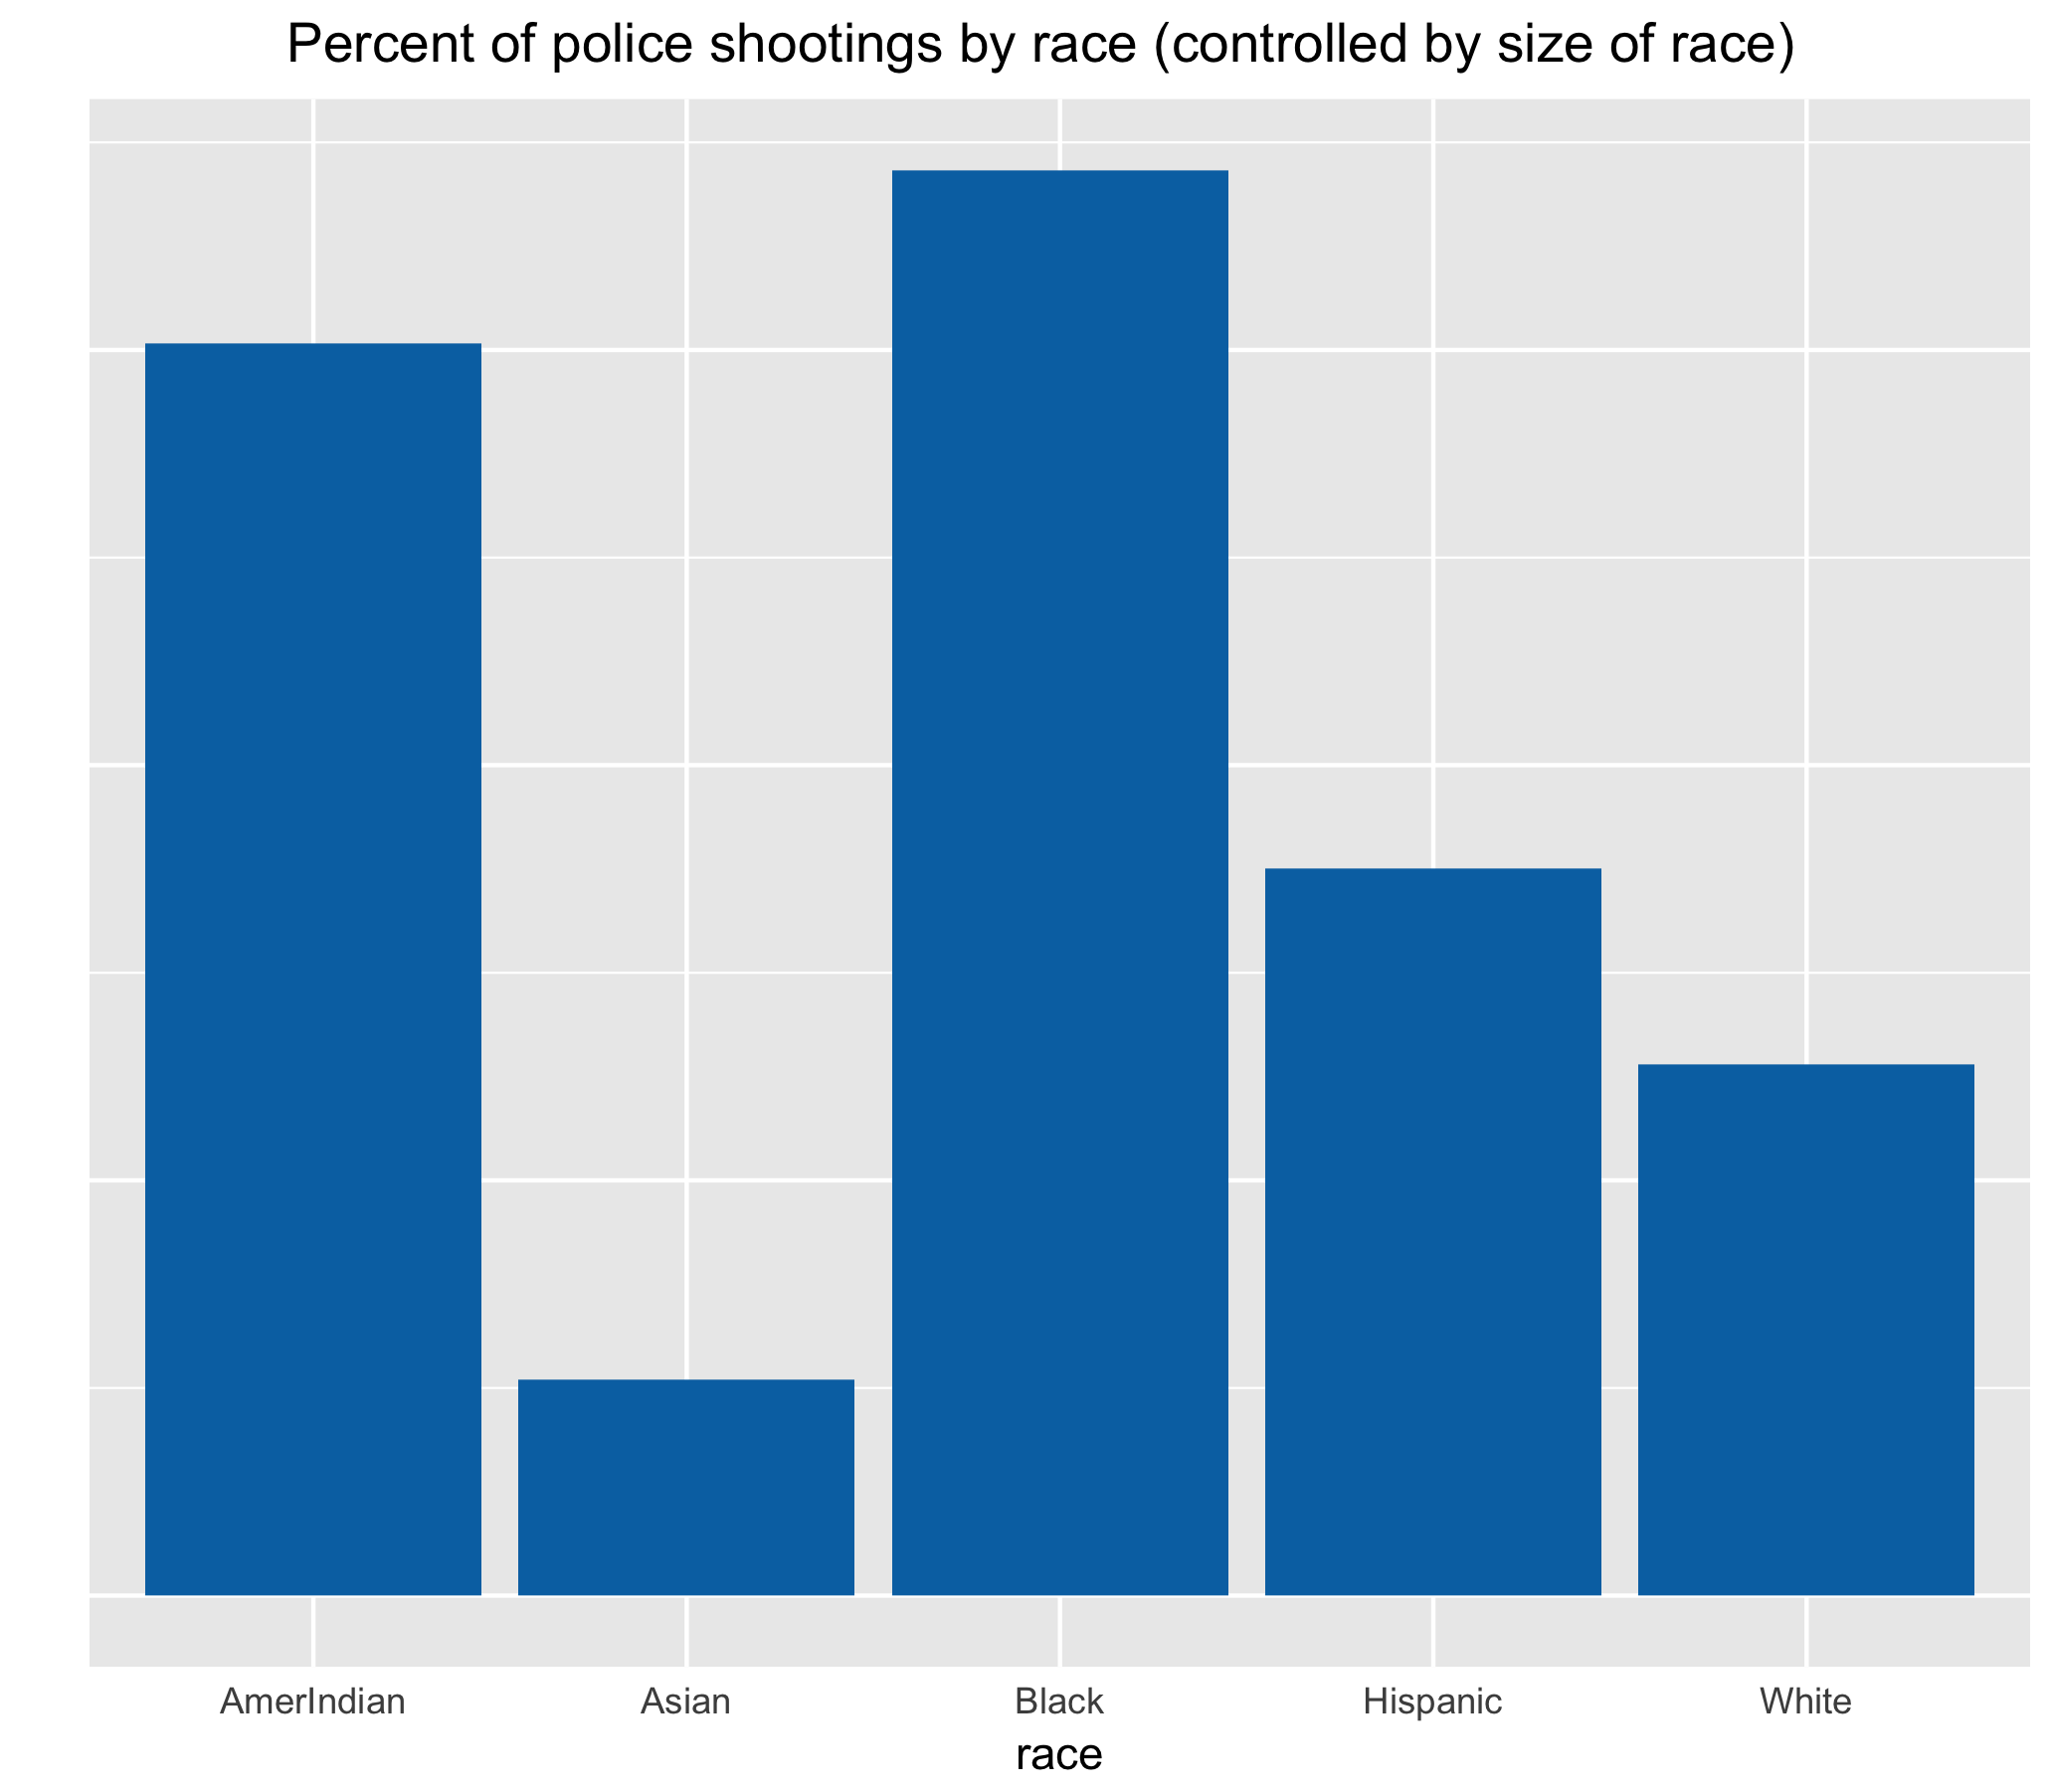 Percent of police shootings by race (controlled by size of race)
AmerIndian Asian Black Hispanic White
race